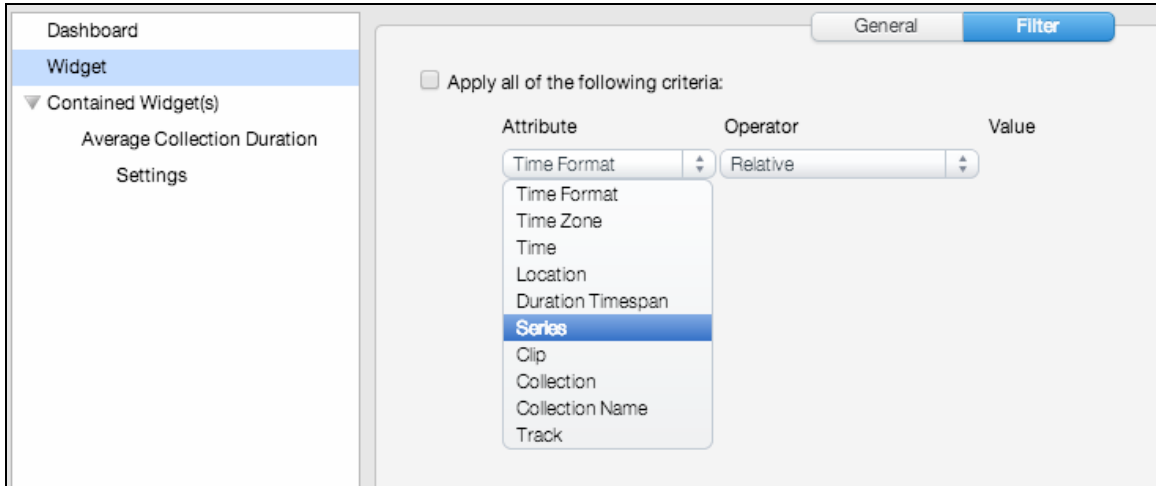 Dashboard
Widget
Contained Widget(s)
Average Collection Duration
Settings
General Filter
Apply all of the following criteria:
Attribute Operator Value
Time Format Relative
Time Format
Time Zone
Time
Location
Duration Timespan
Series
Clip
Collection
Collection Name
Track